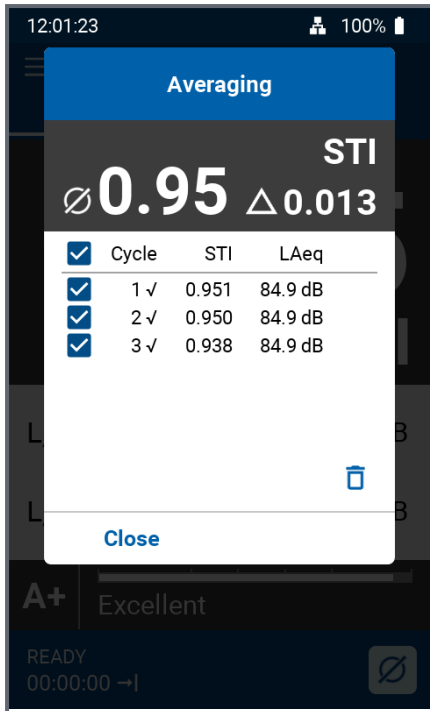 12:01:23 100%
Averaging
STI
⌀0.95 △0.013
Cycle STI LAeq
1 √ 0.951 84.9 dB
2 √ 0.950 84.9 dB
3 √ 0.938 84.9 dB
L B
L B
Close
A+ Excellent
READY
00:00:00 →|